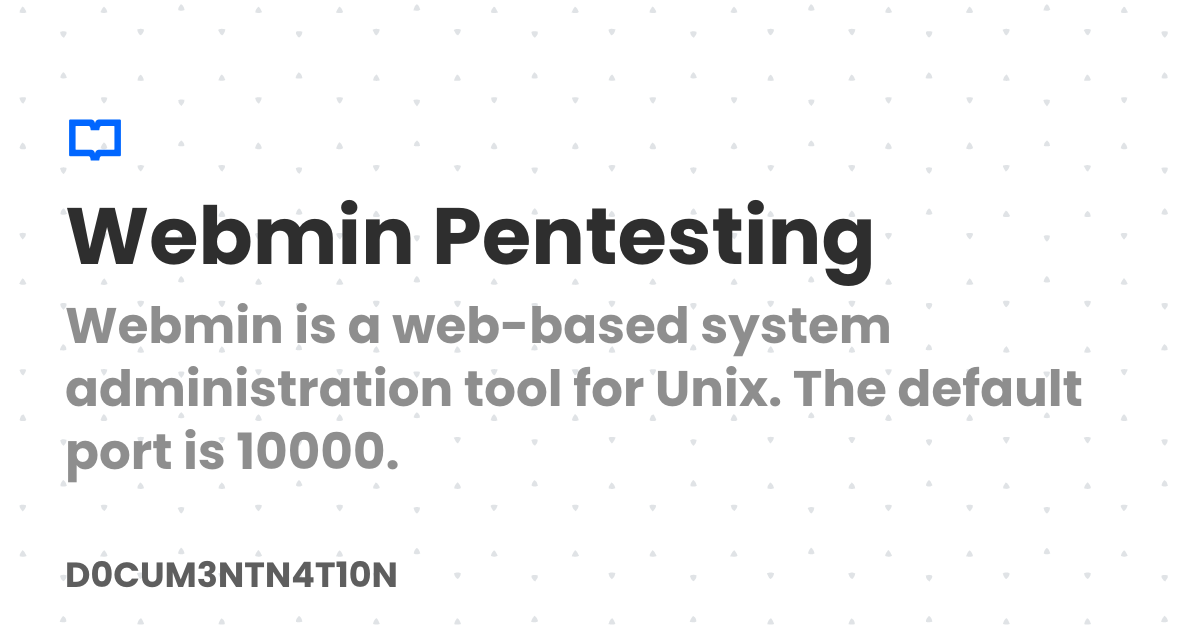 Webmin Pentesting
Webmin is a web-based system
administration tool for Unix. The default
port is 10000.
D0CUM3NTN4T10N